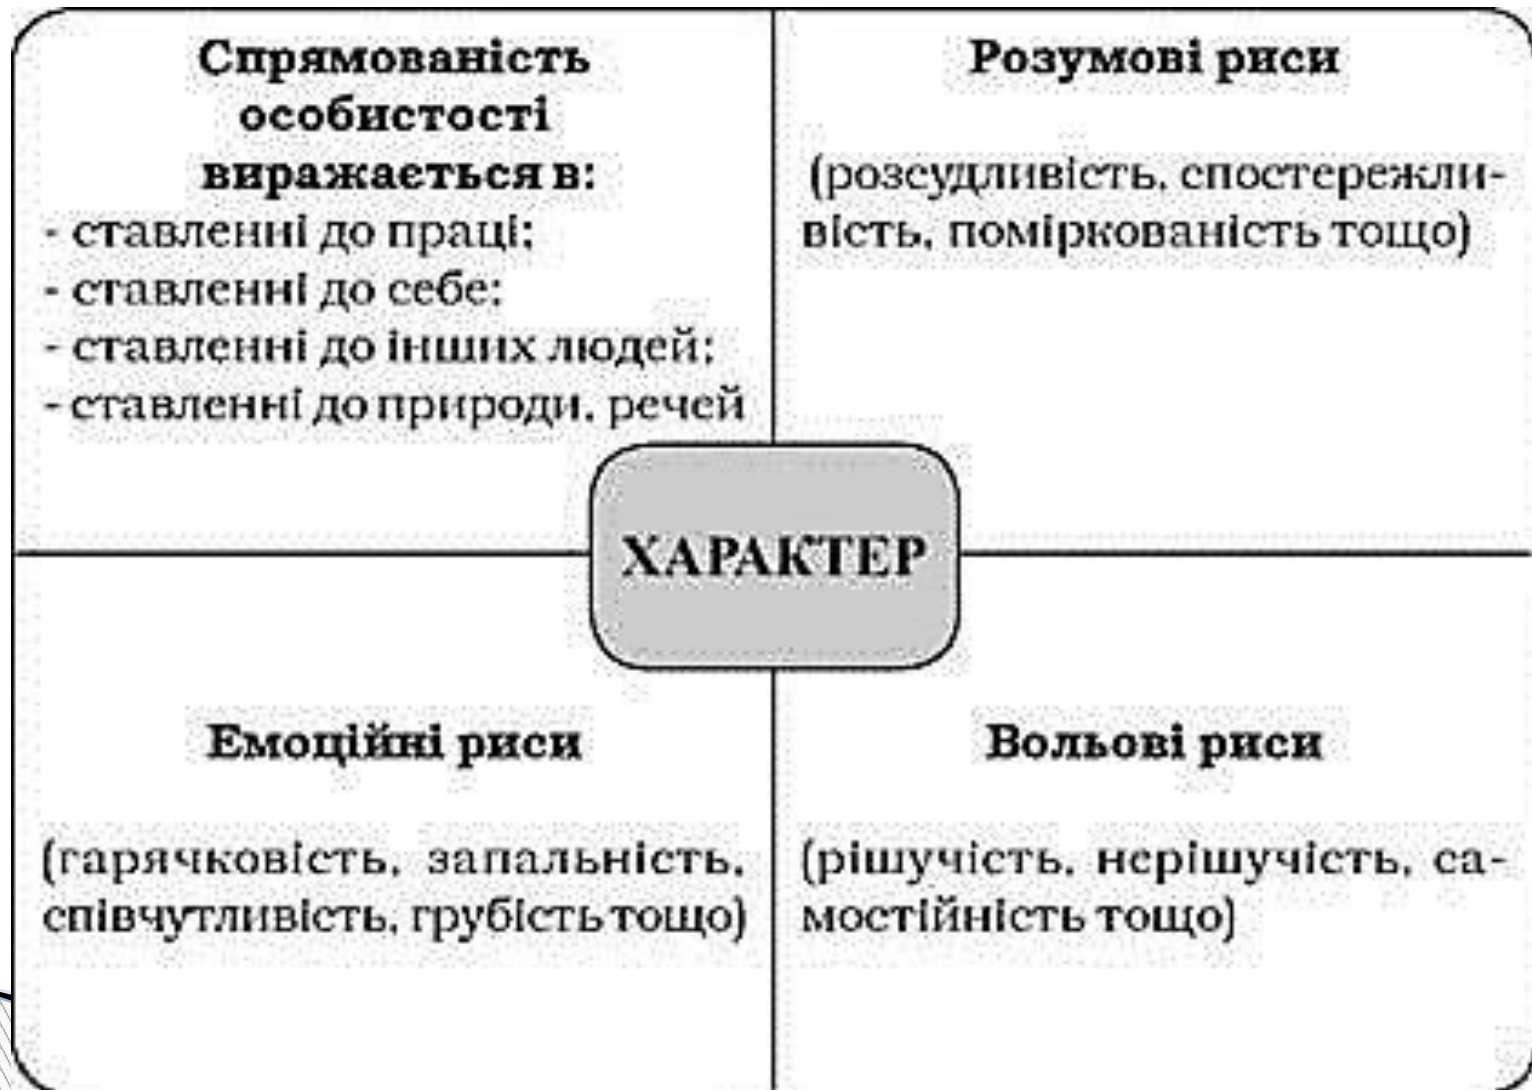 Спрямованість
особистості
виражається в:
- ставленні до праці;
- ставленні до себе;
- ставленні до інших людей;
- ставленні до природи, речей
Розумові риси
(розсудливість, спостережли-
вість, поміркованість тощо)
ХАРАКТЕР
Емоційні риси
(гарячковість, запальність,
співчутливість, грубість тощо)
Вольові риси
(рішучість, нерішучість, са-
мостійність тощо)